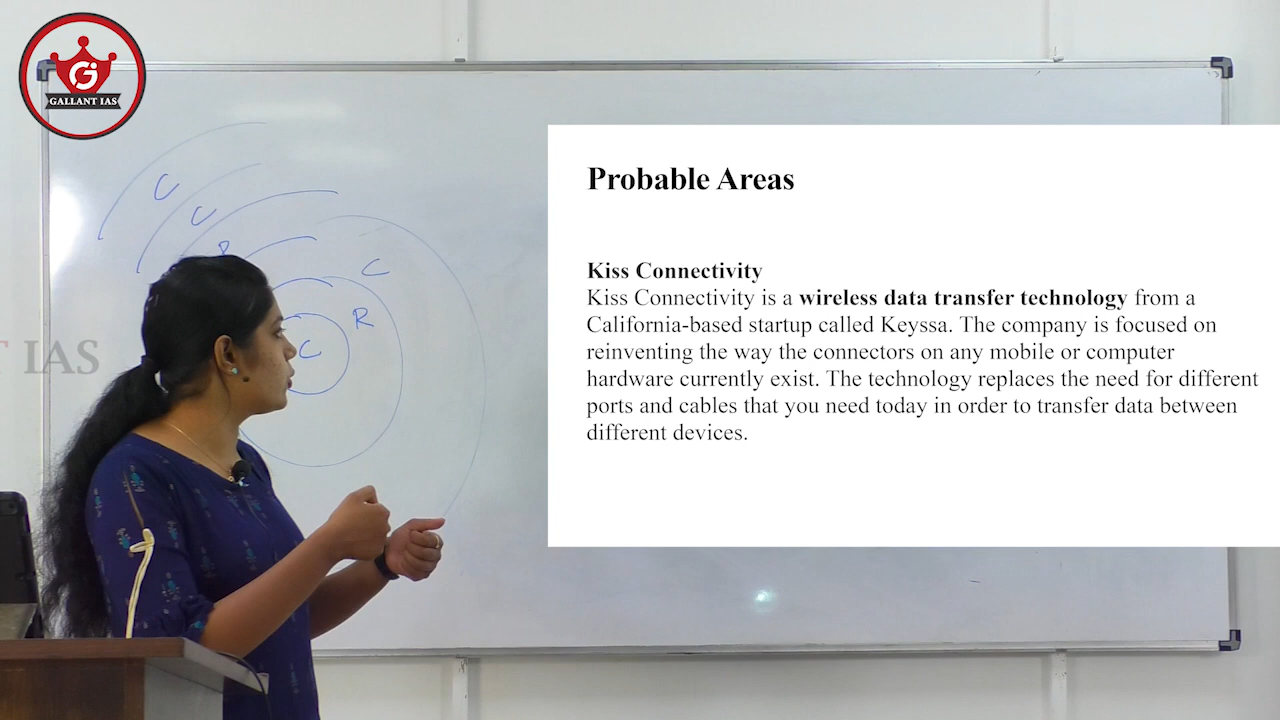 GALLANT IAS
C
C
R
C
R
C
T IAS
Probable Areas
Kiss Connectivity
Kiss Connectivity is a wireless data transfer technology from a
California-based startup called Keyssa. The company is focused on
reinventing the way the connectors on any mobile or computer
hardware currently exist. The technology replaces the need for different
ports and cables that you need today in order to transfer data between
different devices.